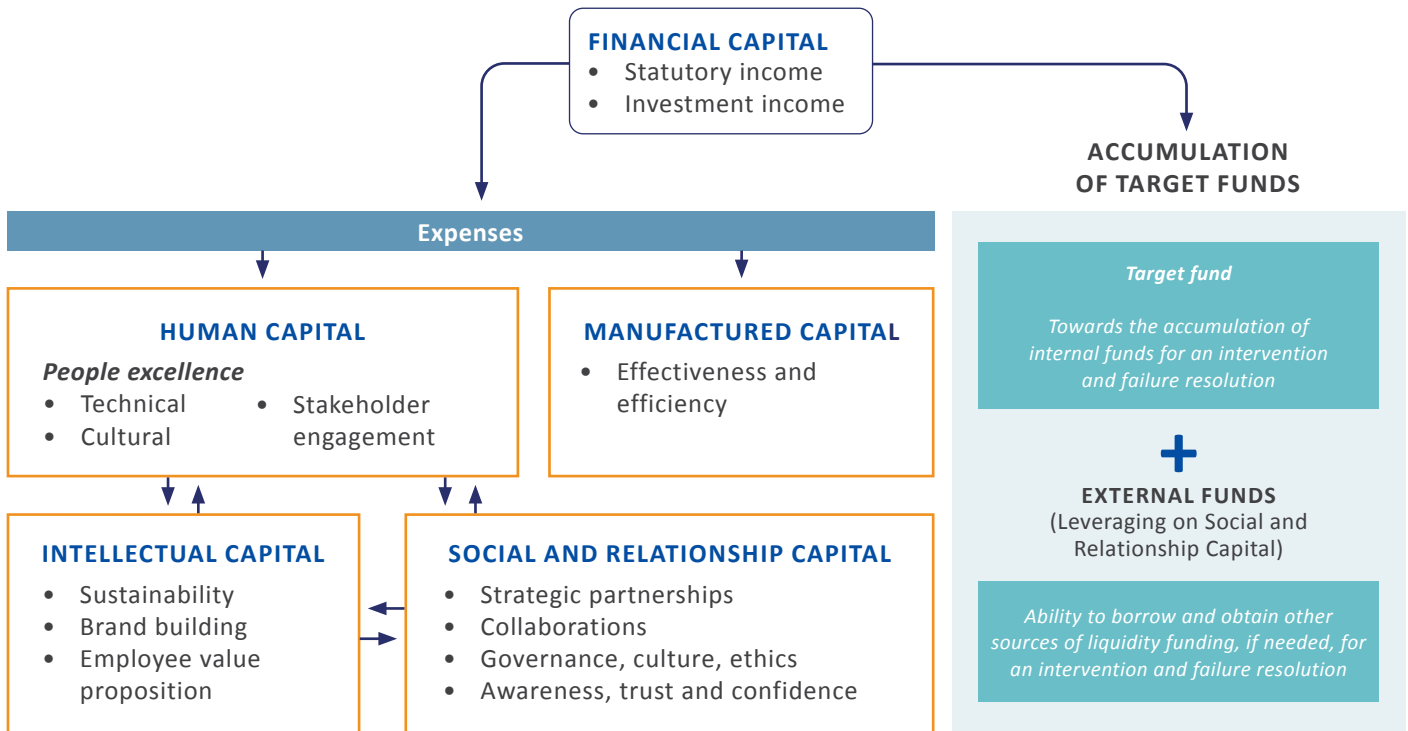 FINANCIAL CAPITAL
• Statutory income
• Investment income
ACCUMULATION
OF TARGET FUNDS
Expenses
HUMAN CAPITAL
People excellence
• Technical
• Cultural
• Stakeholder
engagement
MANUFACTURED CAPITAL
• Effectiveness and
efficiency
INTELLECTUAL CAPITAL
• Sustainability
• Brand building
• Employee value
proposition
SOCIAL AND RELATIONSHIP CAPITAL
• Strategic partnerships
• Collaborations
• Governance, culture, ethics
• Awareness, trust and confidence
Target fund
Towards the accumulation of
internal funds for an intervention
and failure resolution
+
EXTERNAL FUNDS
(Leveraging on Social and
Relationship Capital)
Ability to borrow and obtain other
sources of liquidity funding, if needed, for
an intervention and failure resolution